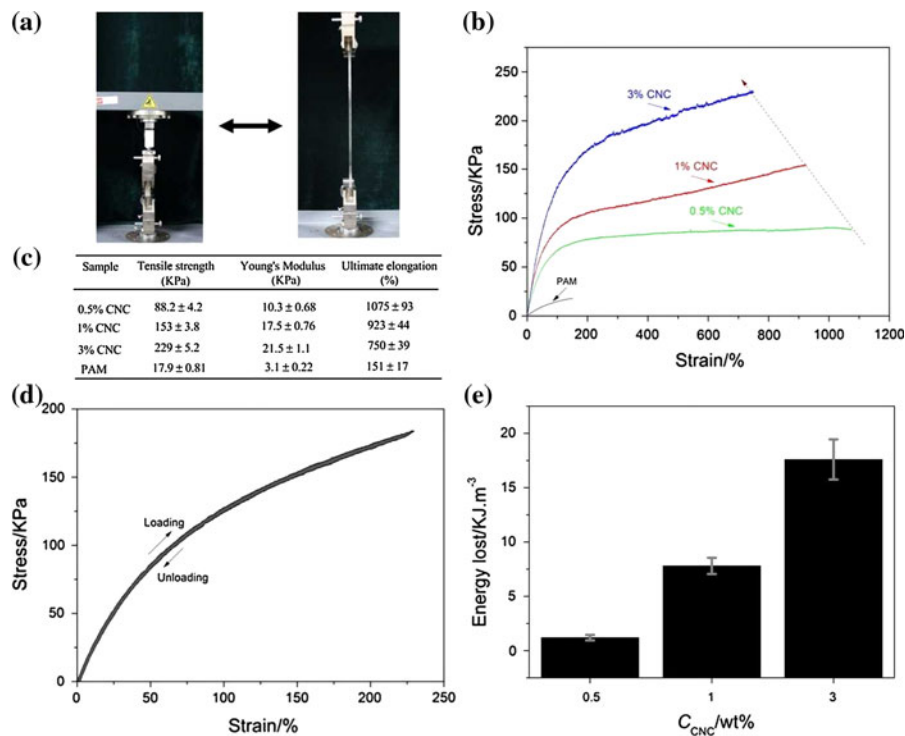 (a)
(b)
250
200
150
100
50
0
Stress/KPa
3% CNC
1% CNC
0.5% CNC
PAM
0 200 400 600 800 1000 1200
Strain/%
(c)
Sample Tensile strength (KPa) Young's Modulus (KPa) Ultimate elongation (%)
0.5% CNC 88.2 ± 4.2 10.3 ± 0.68 1075 ± 93
1% CNC 153 ± 3.8 17.5 ± 0.76 923 ± 44
3% CNC 229 ± 5.2 21.5 ± 1.1 750 ± 39
PAM 17.9 ± 0.81 3.1 ± 0.22 151 ± 17
(d)
200
150
100
50
0
Stress/KPa
Loading
Unloading
0 50 100 150 200 250
Strain/%
(e)
20
15
10
5
0
Energy lost/KJ.m-3
0.5 1 3
CCNC/wt%